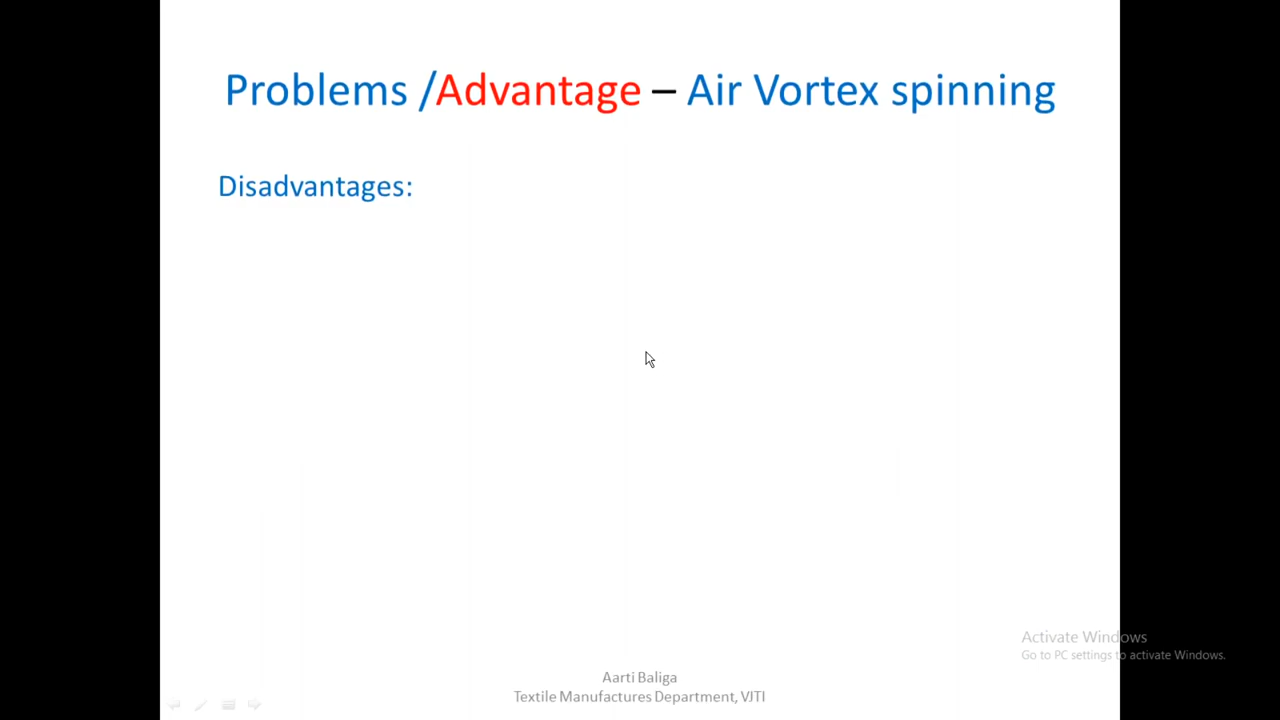 Problems /Advantage – Air Vortex spinning
Disadvantages:
Activate Windows
Go to PC settings to activate Windows.
Aarti Baliga
Textile Manufactures Department, VJTI